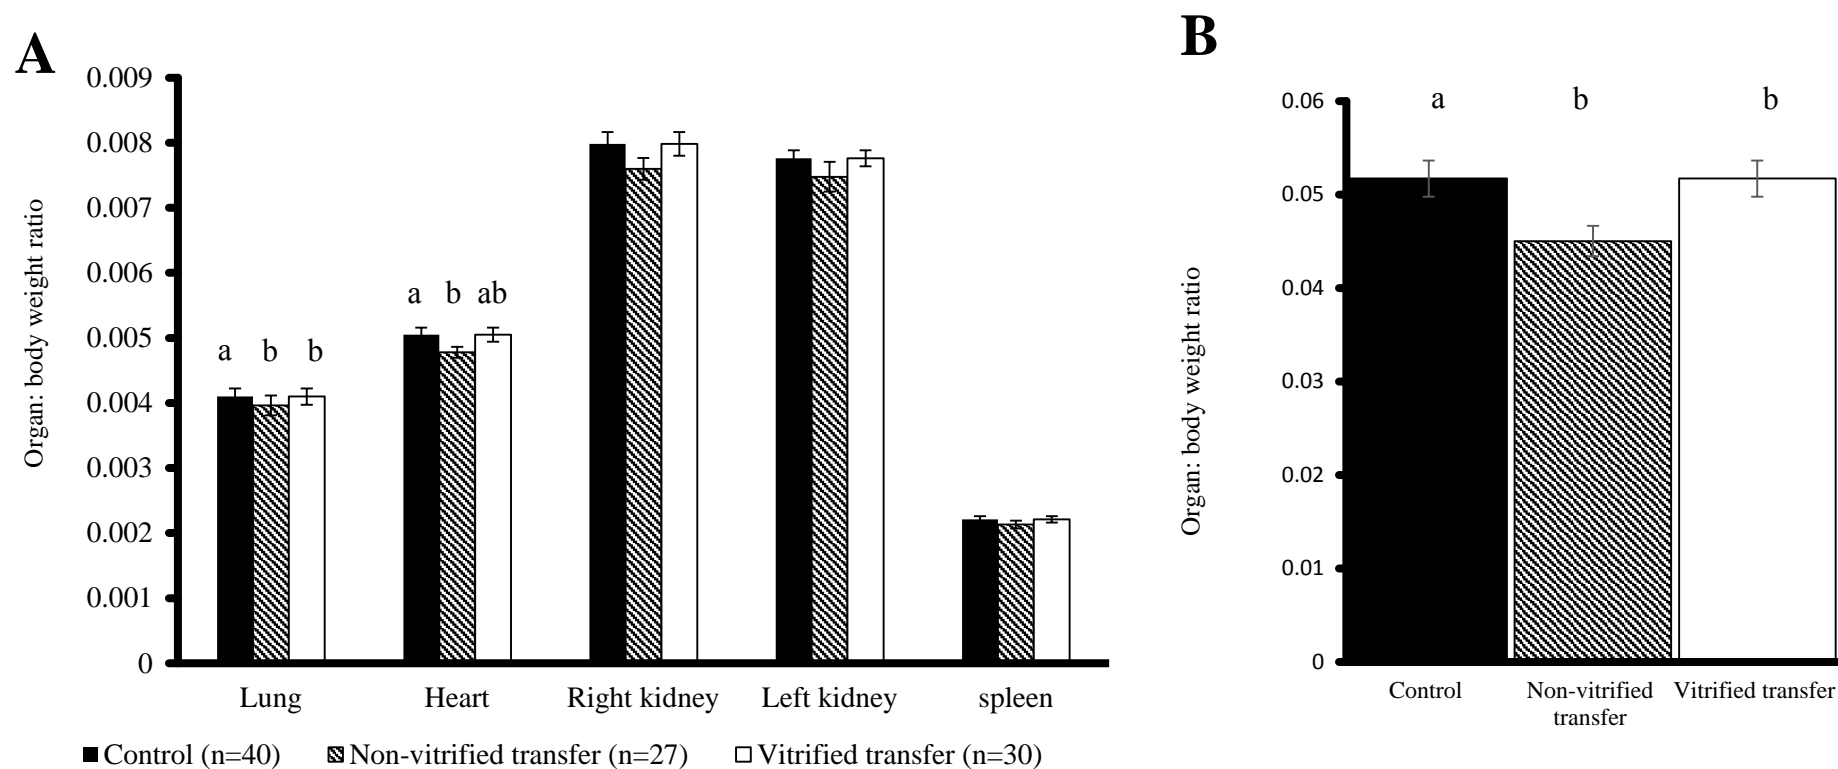 A
0.009
0.008
0.007
0.006
0.005
0.004
0.003
0.002
0.001
0
Organ: body weight ratio
a b b
a b ab
Lung Heart Right kidney Left kidney spleen
Control (n=40) Non-vitrified transfer (n=27) Vitrified transfer (n=30)
B
0.06
0.05
0.04
0.03
0.02
0.01
0
Organ: body weight ratio
a b b
Control Non-vitrified Vitrified transfer
transfer